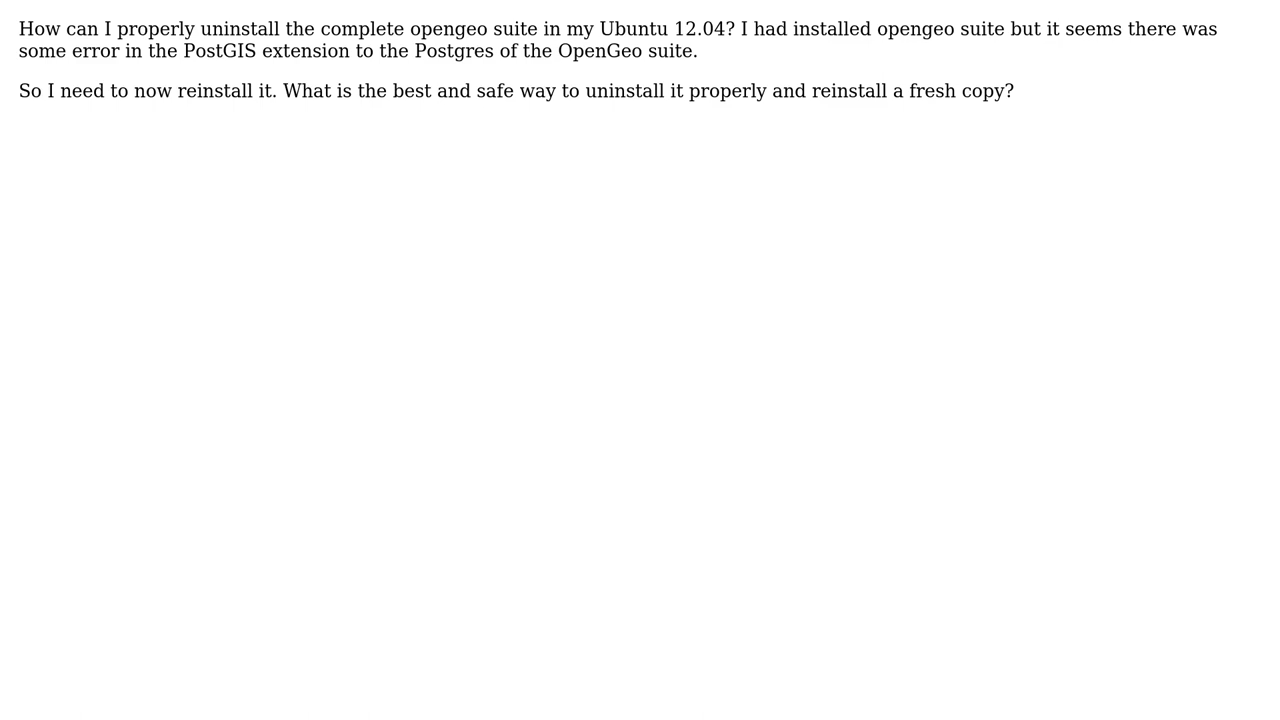 How can I properly uninstall the complete opengeo suite in my Ubuntu 12.04? I had installed opengeo suite but it seems there was
some error in the PostGIS extension to the Postgres of the OpenGeo suite.
So I need to now reinstall it. What is the best and safe way to uninstall it properly and reinstall a fresh copy?